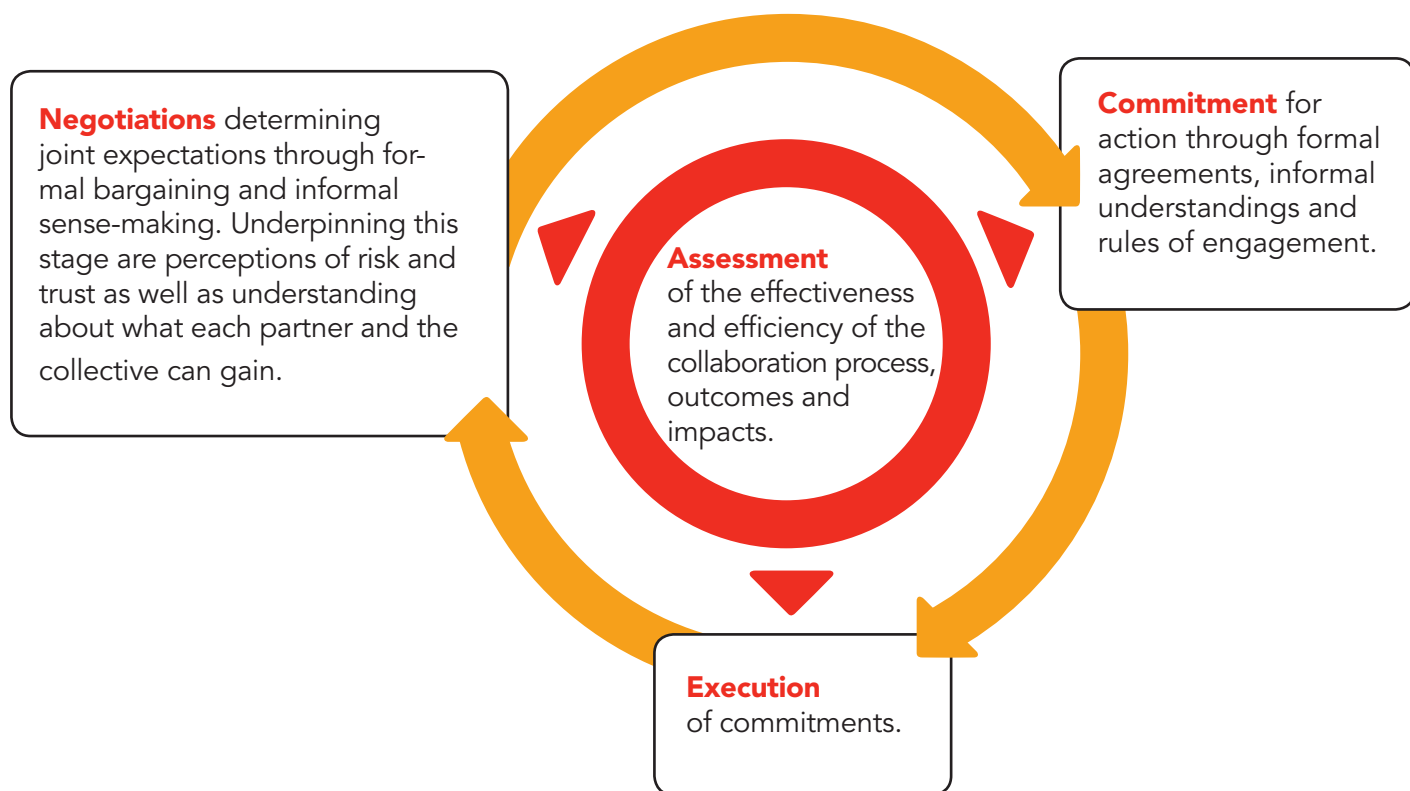 Negotiations determining
joint expectations through for-
mal bargaining and informal
sense-making. Underpinning this
stage are perceptions of risk and
trust as well as understanding
about what each partner and the
collective can gain.
Commitment for
action through formal
agreements, informal
understandings and
rules of engagement.
Assessment
of the effectiveness
and efficiency of the
collaboration process,
outcomes and
impacts.
Execution
of commitments.